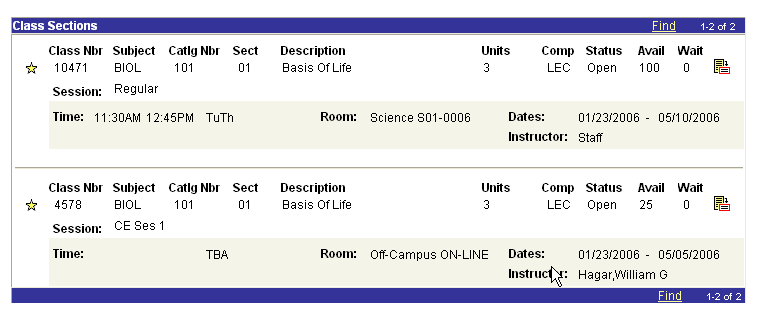 Class Sections Find 1-2 of 2
Class Nbr Subject Catlg Nbr Sect Description Units Comp Status Avail Wait
10471 BIOL 101 01 Basis Of Life 3 LEC Open 100 0
Session: Regular
Time: 11:30AM 12:45PM TuTh Room: Science S01-0006 Dates: 01/23/2006 - 05/10/2006
Instructor: Staff
Class Nbr Subject Catlg Nbr Sect Description Units Comp Status Avail Wait
4578 BIOL 101 01 Basis Of Life 3 LEC Open 25 0
Session: CE Ses 1
Time: TBA Room: Off-Campus ON-LINE Dates: 01/23/2006 - 05/05/2006
Instructor: Hagar,William G
Find 1-2 of 2